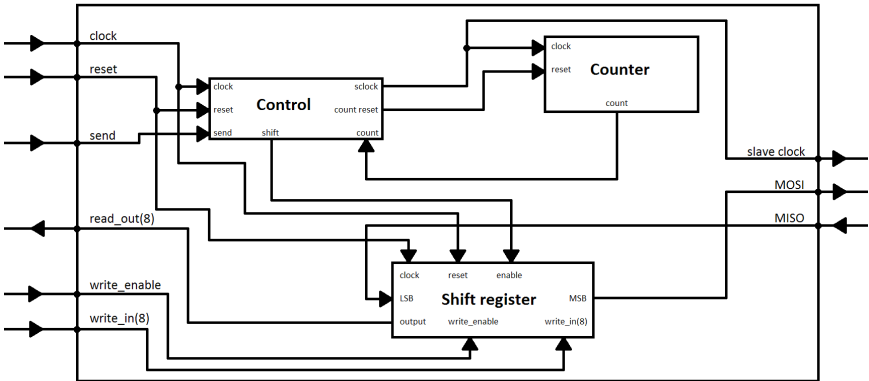 clock
reset
send
read_out(8)
write_enable
write_in(8)
clock
reset
send
Control
shift
sclock
count reset
count
clock
reset
Counter
count
slave clock
MOSI
MISO
clock
reset
enable
LSB
Shift register
MSB
output
write_enable
write_in(8)